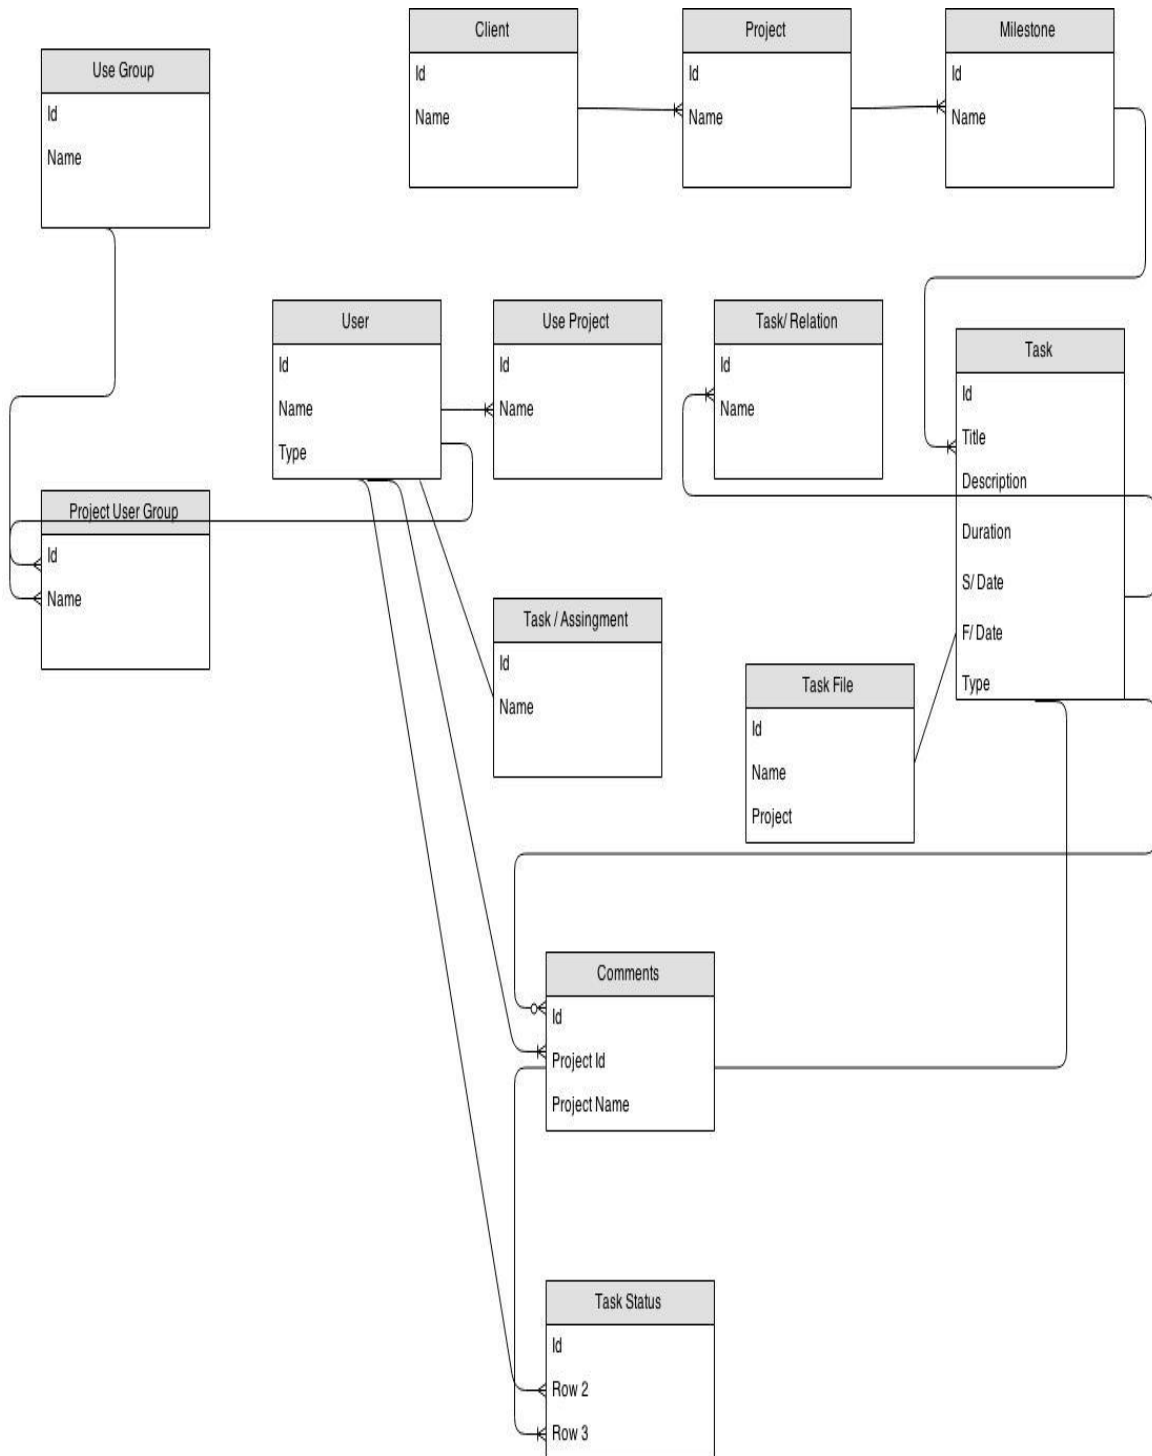 Client
Id
Name
Project
Id
Name
Milestone
Id
Name
Use Group
Id
Name
User
Id
Name
Type
Use Project
Id
Name
Task/ Relation
Id
Name
Task
Id
Title
Description
Duration
S/ Date
F/ Date
Type
Project User Group
Id
Name
Task / Assingment
Id
Name
Task File
Id
Name
Project
Comments
Id
Project Id
Project Name
Task Status
Id
Row 2
Row 3